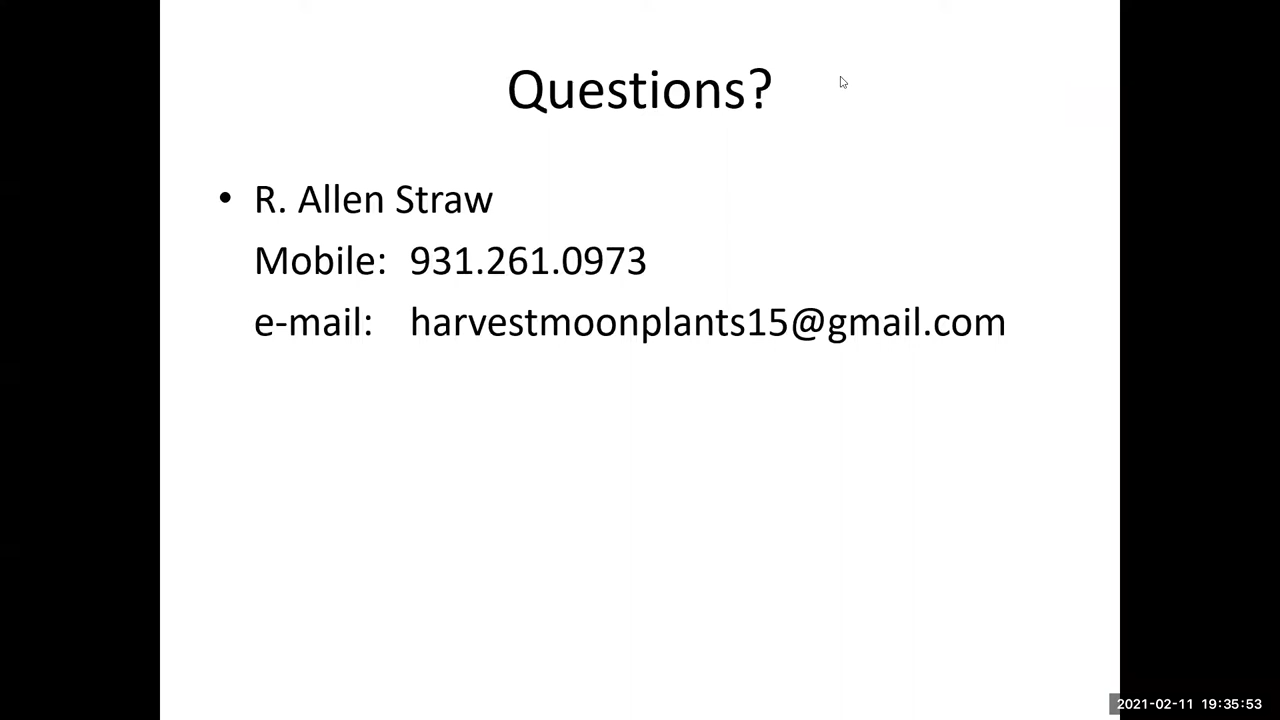 Questions?
• R. Allen Straw
Mobile: 931.261.0973
e-mail: harvestmoonplants15@gmail.com
2021-02-11 19:35:53